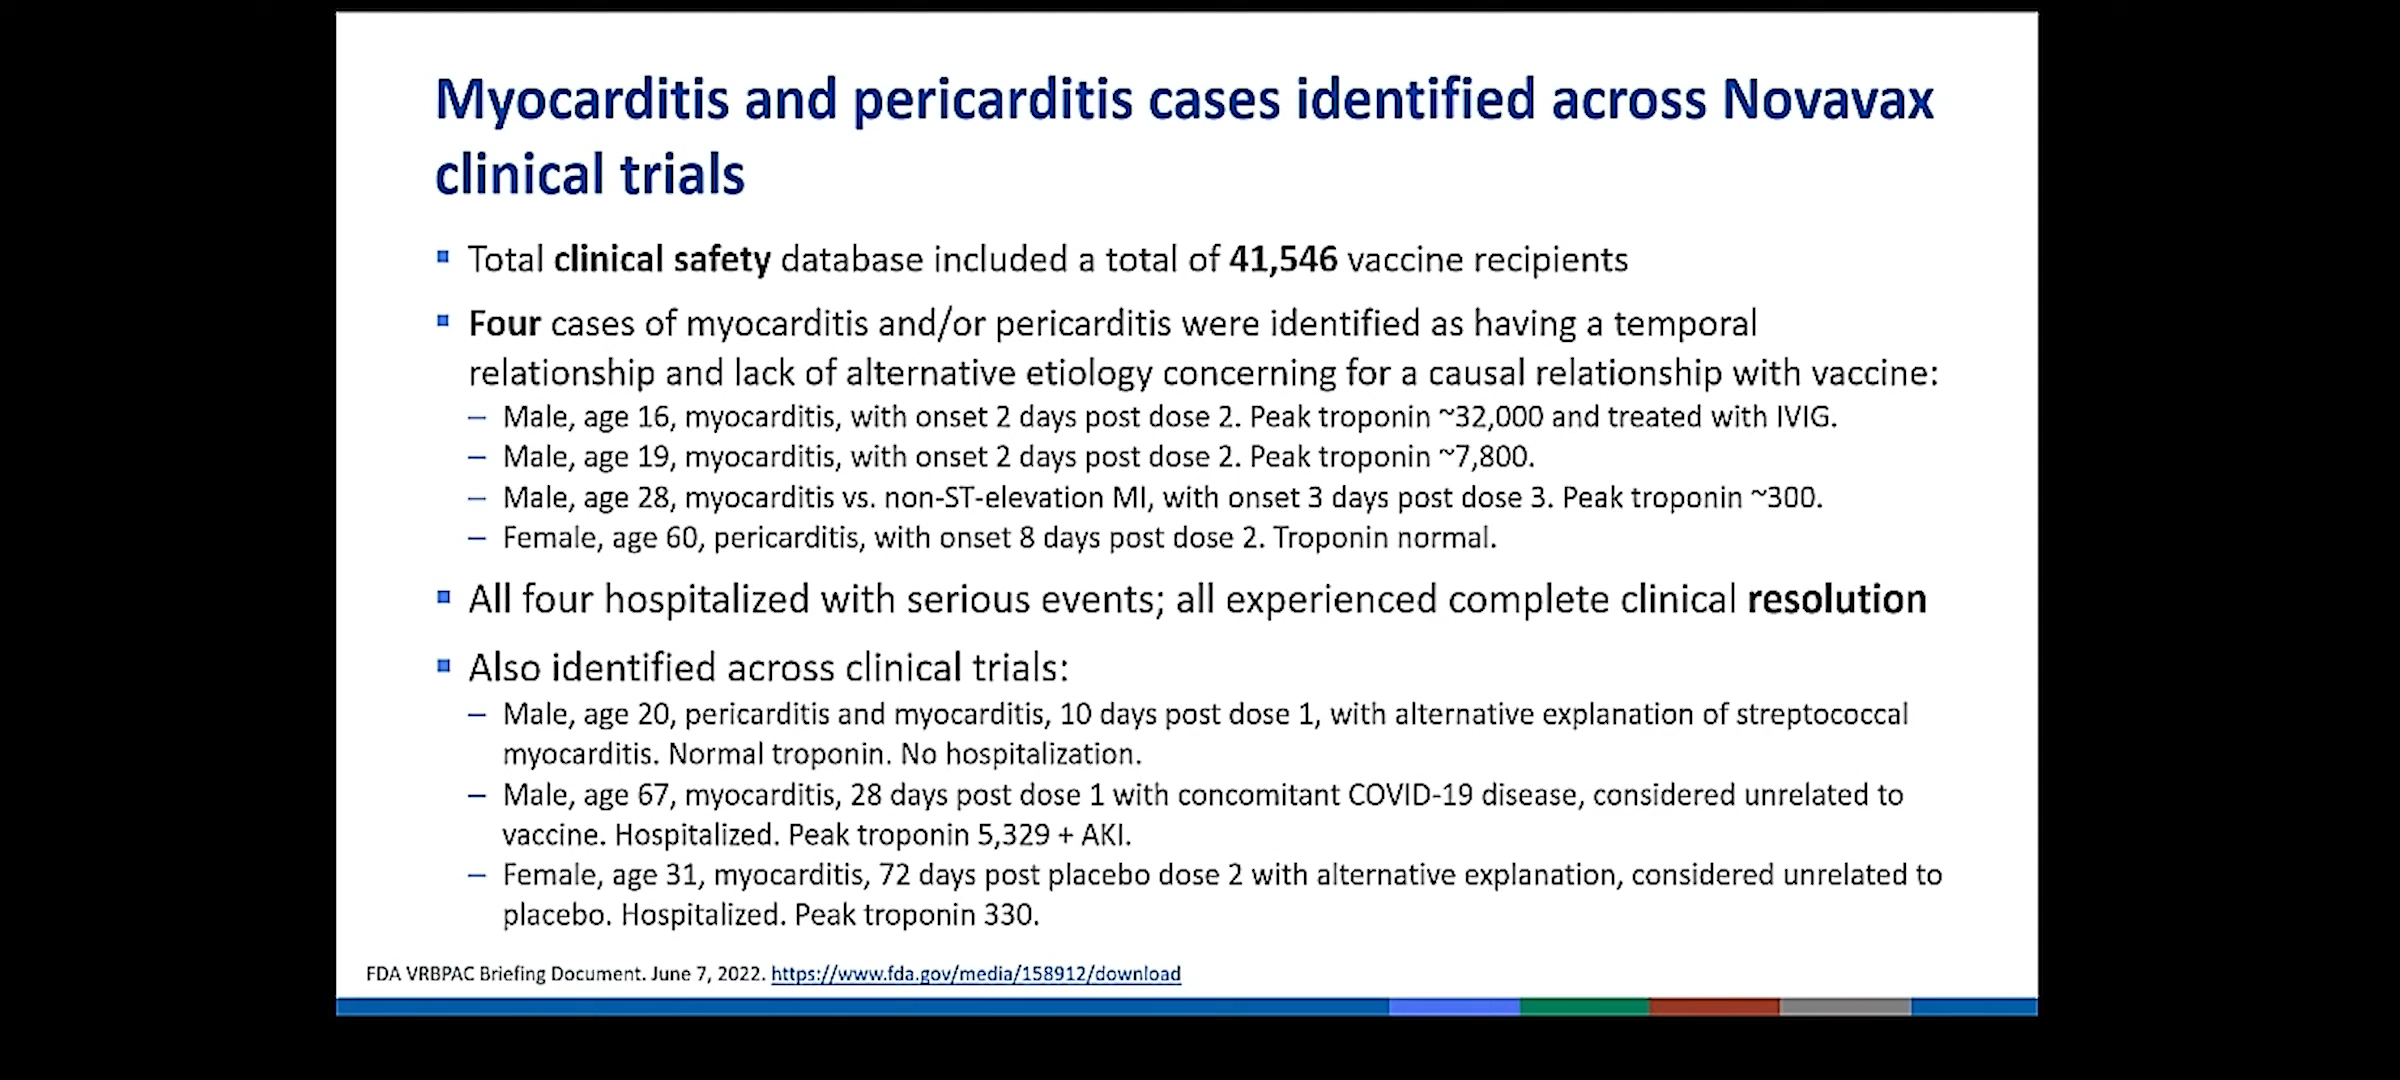 Myocarditis and pericarditis cases identified across Novavax
clinical trials
▪ Total clinical safety database included a total of 41,546 vaccine recipients
▪ Four cases of myocarditis and/or pericarditis were identified as having a temporal
relationship and lack of alternative etiology concerning for a causal relationship with vaccine:
– Male, age 16, myocarditis, with onset 2 days post dose 2. Peak troponin ~32,000 and treated with IVIG.
– Male, age 19, myocarditis, with onset 2 days post dose 2. Peak troponin ~7,800.
– Male, age 28, myocarditis vs. non-ST-elevation MI, with onset 3 days post dose 3. Peak troponin ~300.
– Female, age 60, pericarditis, with onset 8 days post dose 2. Troponin normal.
▪ All four hospitalized with serious events; all experienced complete clinical resolution
▪ Also identified across clinical trials:
– Male, age 20, pericarditis and myocarditis, 10 days post dose 1, with alternative explanation of streptococcal
myocarditis. Normal troponin. No hospitalization.
– Male, age 67, myocarditis, 28 days post dose 1 with concomitant COVID-19 disease, considered unrelated to
vaccine. Hospitalized. Peak troponin 5,329 + AKI.
– Female, age 31, myocarditis, 72 days post placebo dose 2 with alternative explanation, considered unrelated to
placebo. Hospitalized. Peak troponin 330.
FDA VRBPAC Briefing Document. June 7, 2022. https://www.fda.gov/media/158912/download